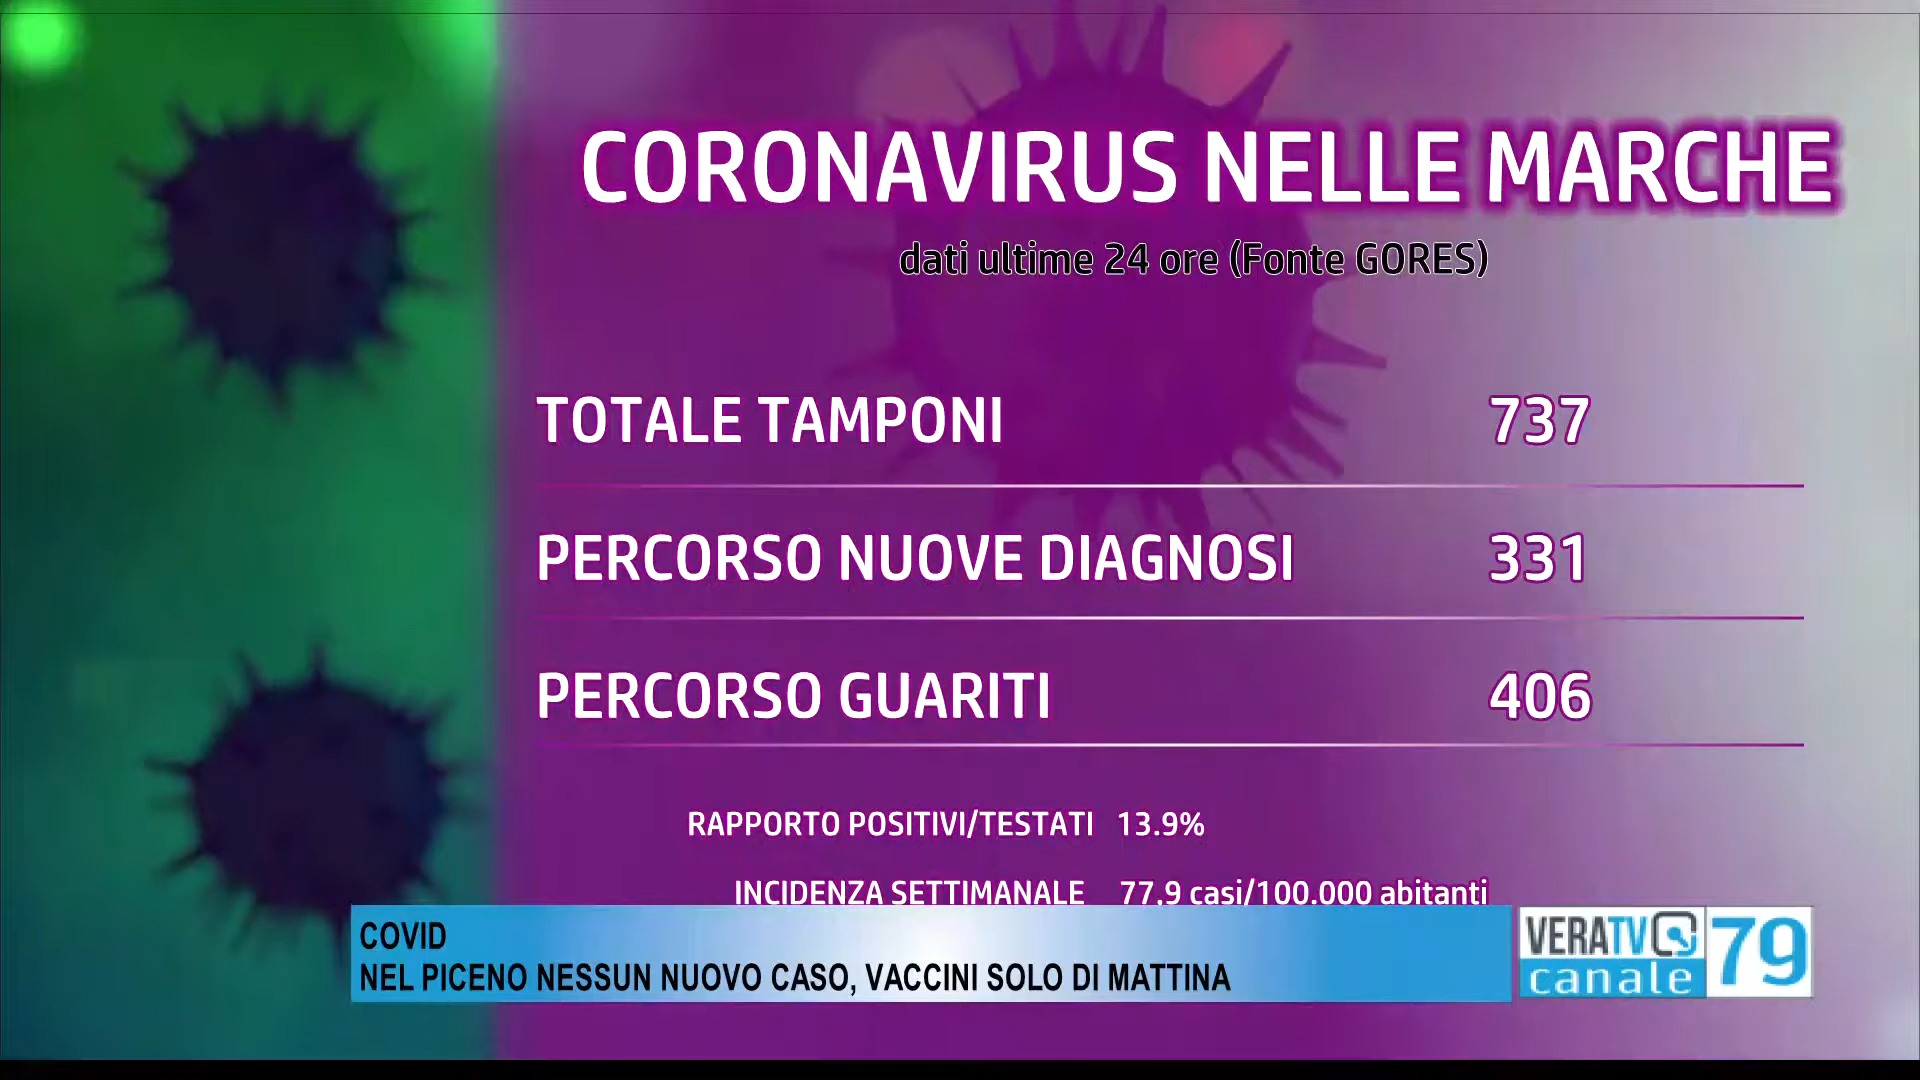 CORONAVIRUS NELLE MARCHE
dati ultime 24 ore (Fonte GORES)
TOTALE TAMPONI 737
PERCORSO NUOVE DIAGNOSI 331
PERCORSO GUARITI 406
RAPPORTO POSITIVI/TESTATI 13.9%
INCIDENZA SETTIMANALE 77,9 casi/100.000 abitanti
COVID
NEL PICENO NESSUN NUOVO CASO, VACCINI SOLO DI MATTINA
VERATV
canale 79